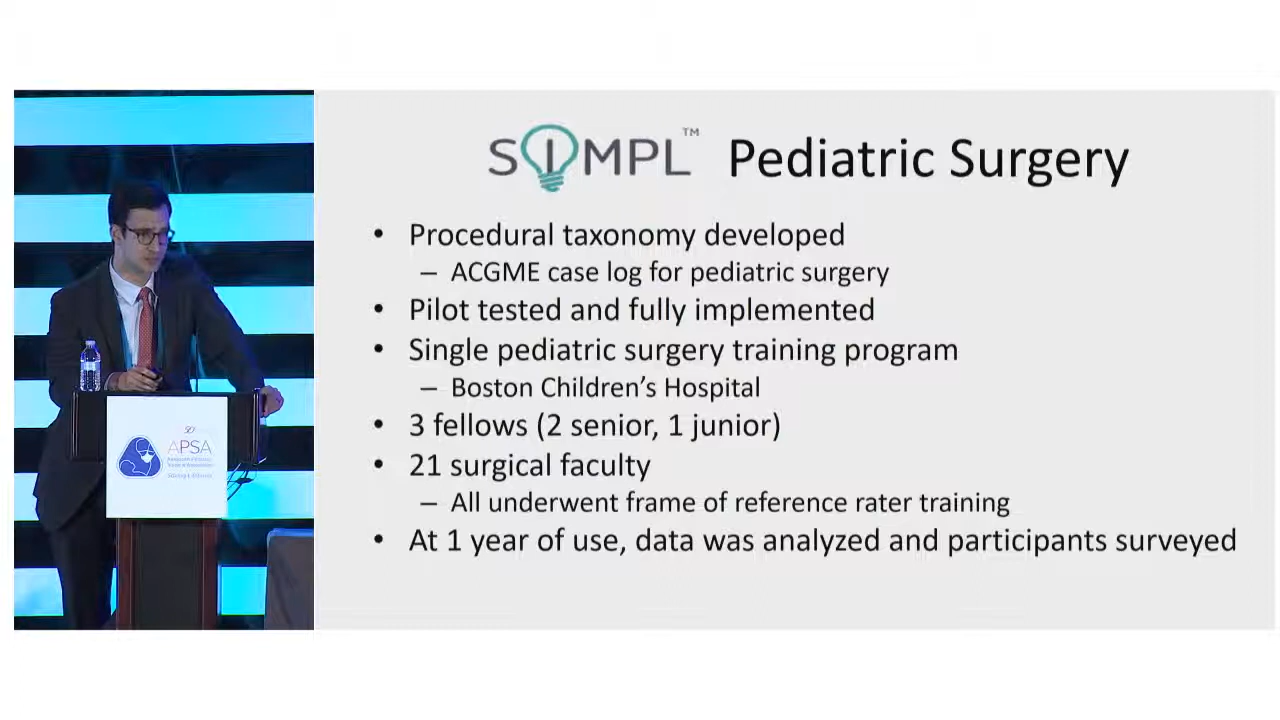 SIMPL™ Pediatric Surgery
• Procedural taxonomy developed
– ACGME case log for pediatric surgery
• Pilot tested and fully implemented
• Single pediatric surgery training program
– Boston Children's Hospital
• 3 fellows (2 senior, 1 junior)
• 21 surgical faculty
– All underwent frame of reference rater training
• At 1 year of use, data was analyzed and participants surveyed
50
APSA